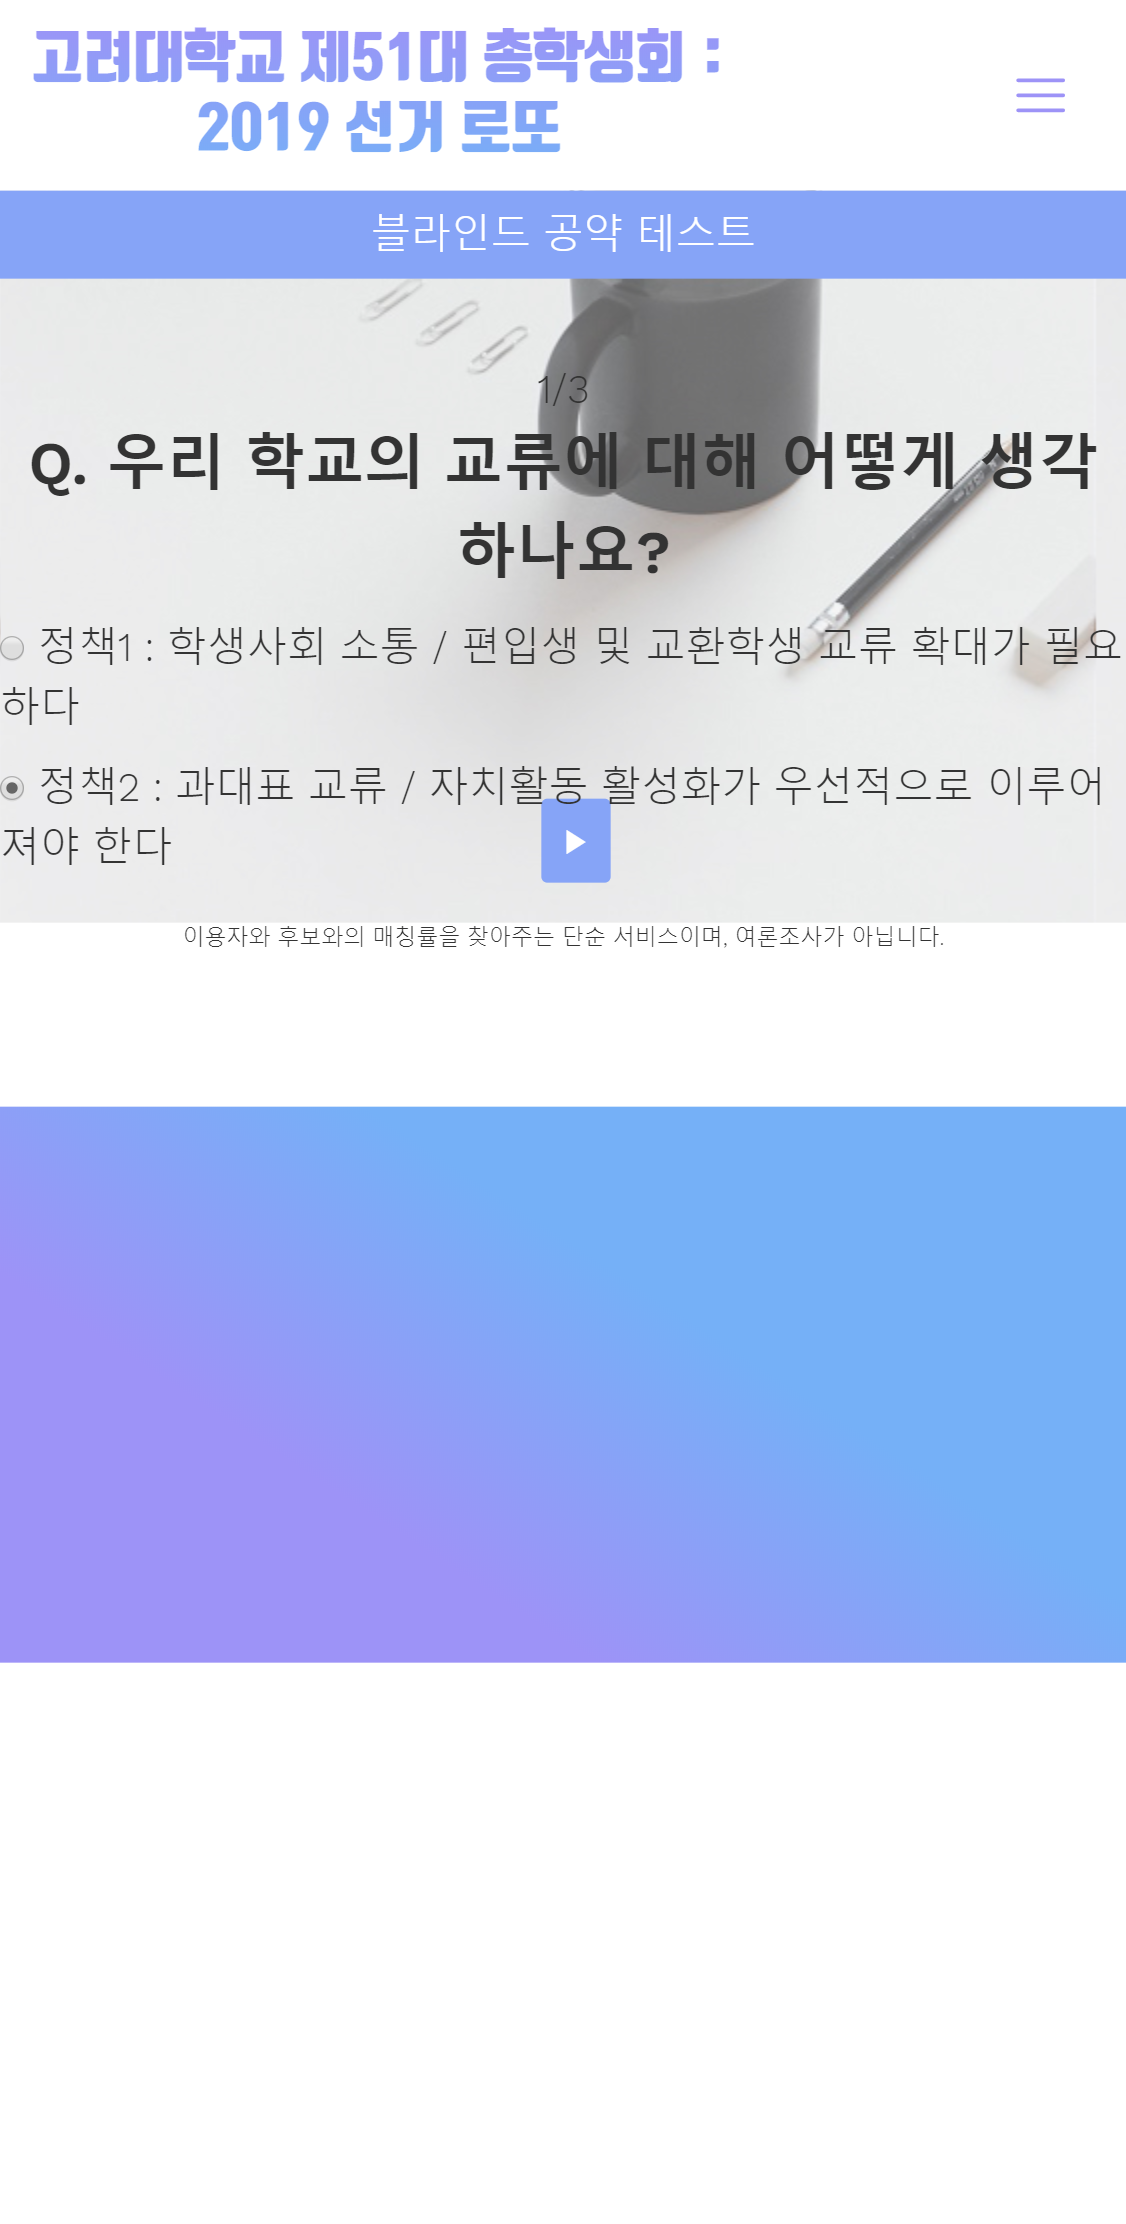 고려대학교 제51대 총학생회 :
2019 선거 로또
블라인드 공약 테스트
1/3
Q. 우리 학교의 교류에 대해 어떻게 생각
하나요?
정책1 : 학생사회 소통 / 편입생 및 교환학생 교류 확대가 필요
하다
정책2 : 과대표 교류 / 자치활동 활성화가 우선적으로 이루어
져야 한다
이용자와 후보와의 매칭률을 찾아주는 단순 서비스이며, 여론조사가 아닙니다.